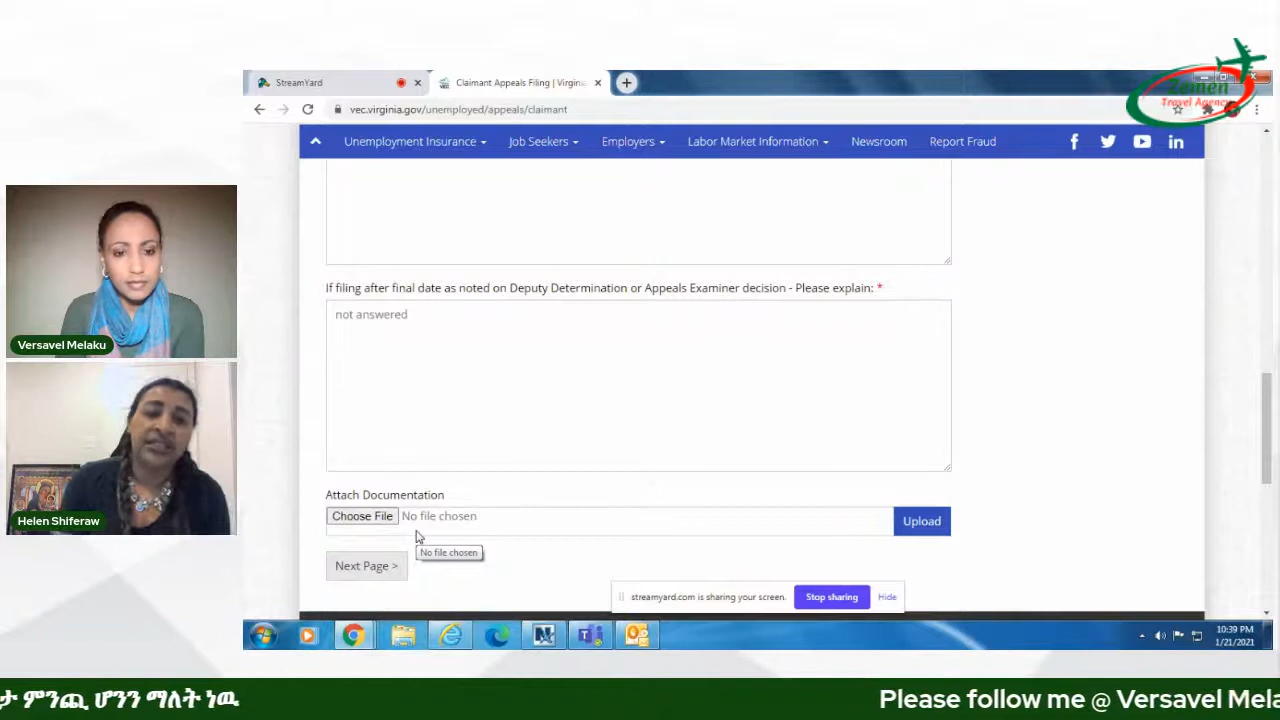 Zemen
Travel Agency
StreamYard
Claimant Appeals Filing | Virginia
vec.virginia.gov/unemployed/appeals/claimant
Unemployment Insurance
Job Seekers
Employers
Labor Market Information
Newsroom
Report Fraud
If filing after final date as noted on Deputy Determination or Appeals Examiner decision - Please explain: *
not answered
Attach Documentation
Choose File No file chosen
Upload
No file chosen
Next Page >
streamyard.com is sharing your screen.
Stop sharing
Hide
Versavel Melaku
Helen Shiferaw
10:39 PM
1/21/2021
ታ ምንጪ ሆንን ማለት ነዉ
Please follow me @ Versavel Mela